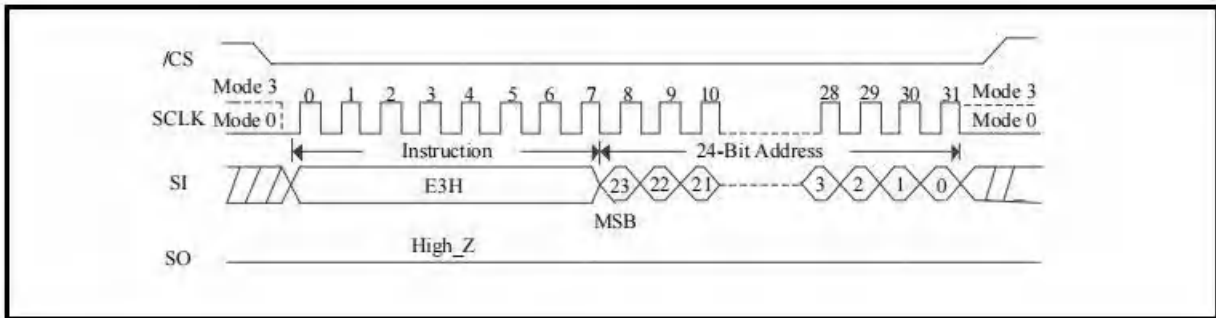 /CS
Mode 3
0 1 2 3 4 5 6 7 8 9 10 28 29 30 31
Mode 3
SCLK
Mode 0
Mode 0
Instruction
24-Bit Address
SI
E3H
23 22 21 3 2 1 0
MSB
High_Z
SO